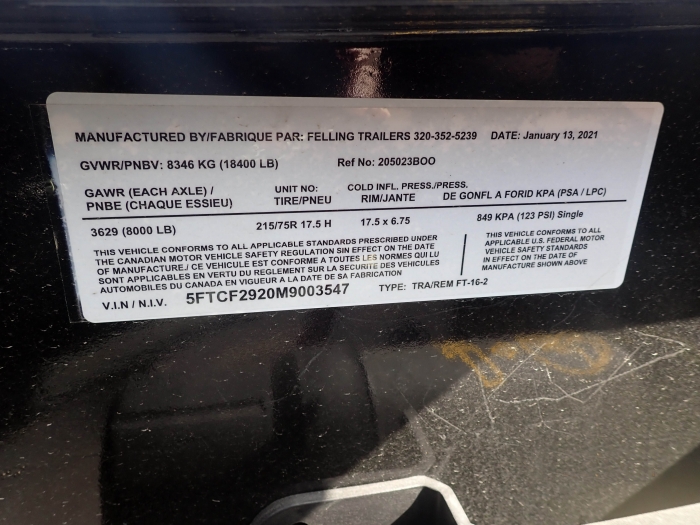 MANUFACTURED BY/FABRIQUE PAR: FELLING TRAILERS 320-352-5239 DATE: January 13, 2021
GVWR/PNBV: 8346 KG (18400 LB) Ref No: 205023BOO
GAWR (EACH AXLE) / UNIT NO: COLD INFL. PRESS./PRESS.
PNBE (CHAQUE ESSIEU) TIRE/PNEU RIM/JANTE DE GONFL A FORID KPA (PSA / LPC)
3629 (8000 LB) 215/75R 17.5 H 17.5 x 6.75 849 KPA (123 PSI) Single
THIS VEHICLE CONFORMS TO ALL APPLICABLE STANDARDS PRESCRIBED UNDER
THE CANADIAN MOTOR VEHICLE SAFETY REGULATION SIN EFFECT ON THE DATE
OF MANUFACTURE./ CE VEHICULE EST CONFORME A TOUTES LES NORMES QUI LU
SONT APPLICABLES EN VERTU DU REGLEMENT SUR LA SECURITE DES VEHICULES
AUTOMOBILES DU CANADA EN VIGUEUR A LA DATE DE SA FABRICATION
THIS VEHICLE CONFORMS TO ALL
APPLICABLE U.S. FEDERAL MOTOR
VEHICLE SAFETY STANDARDS
IN EFFECT ON THE DATE OF
MANUFACTURE SHOWN ABOVE
V.I.N / N.I.V. 5FTCF2920M9003547 TYPE: TRA/REM FT-16-2